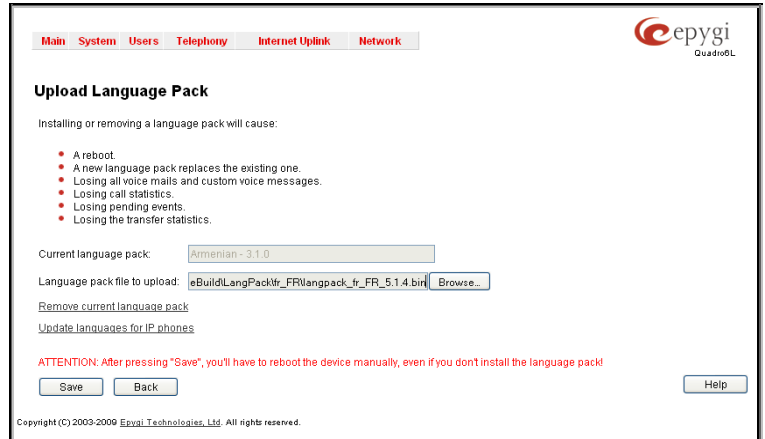 Main System Users Telephony Internet Uplink Network
epygi
Quadro6L
Upload Language Pack
Installing or removing a language pack will cause:
A reboot.
A new language pack replaces the existing one.
Losing all voice mails and custom voice messages.
Losing call statistics.
Losing pending events.
Losing the transfer statistics.
Current language pack: Armenian - 3.1.0
Language pack file to upload: eBuild\LangPack\fr_FR\langpack_fr_FR_5.1.4.bin Browse...
Remove current language pack
Update languages for IP phones
ATTENTION: After pressing "Save", you'll have to reboot the device manually, even if you don't install the language pack!
Save Back Help
Copyright (C) 2003-2009 Epygi Technologies, Ltd. All rights reserved.